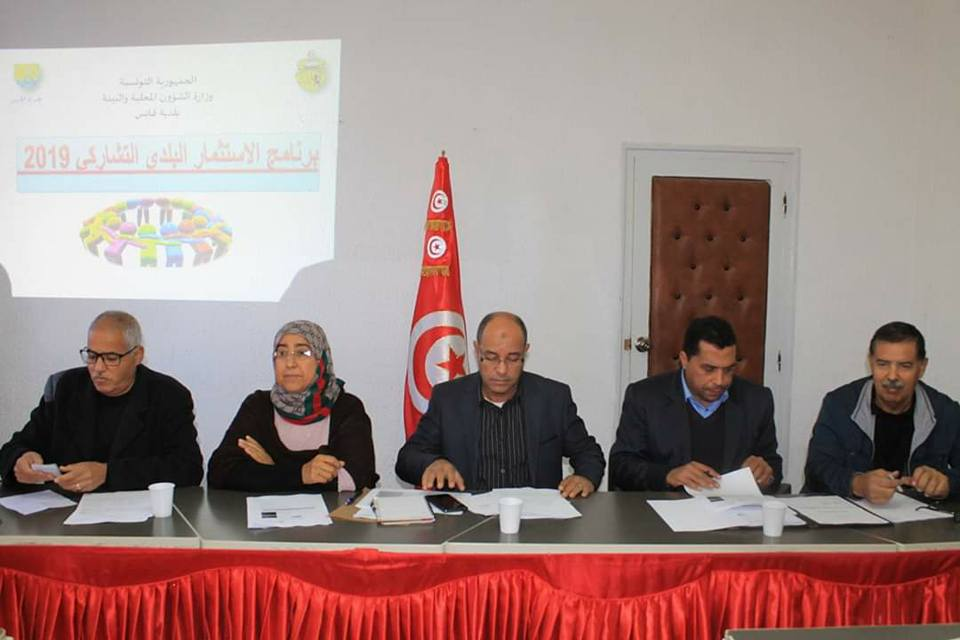 الجمهورية التونسية
وزارة الشؤون المحلية والبيئة
بلدية قابس
برنامج الاستثمار البلدي التشاركي 2019